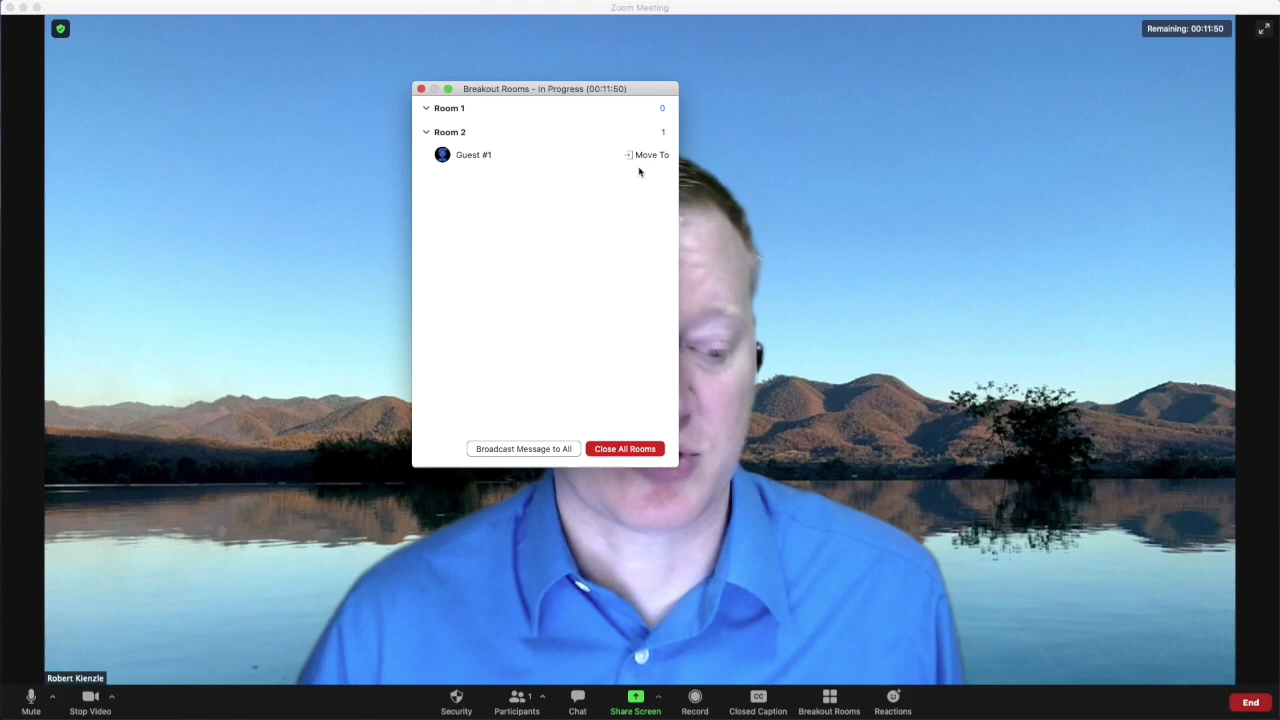 Zoom Meeting
Remaining: 00:11:50
Breakout Rooms - In Progress (00:11:50)
Room 1 0
Room 2 1
Guest #1 Move To
Broadcast Message to All Close All Rooms
Robert Kienzle
Mute Stop Video Security Participants 1 Chat Share Screen Record CC Closed Caption Breakout Rooms Reactions End